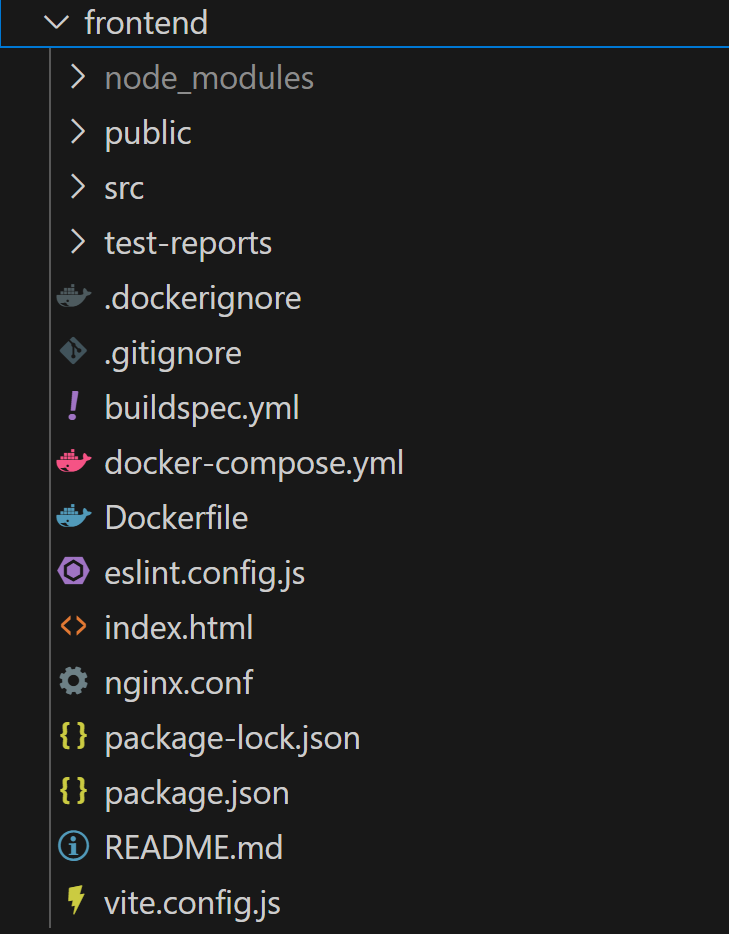 frontend
node_modules
public
src
test-reports
.dockerignore
.gitignore
buildspec.yml
docker-compose.yml
Dockerfile
eslint.config.js
index.html
nginx.conf
package-lock.json
package.json
README.md
vite.config.js